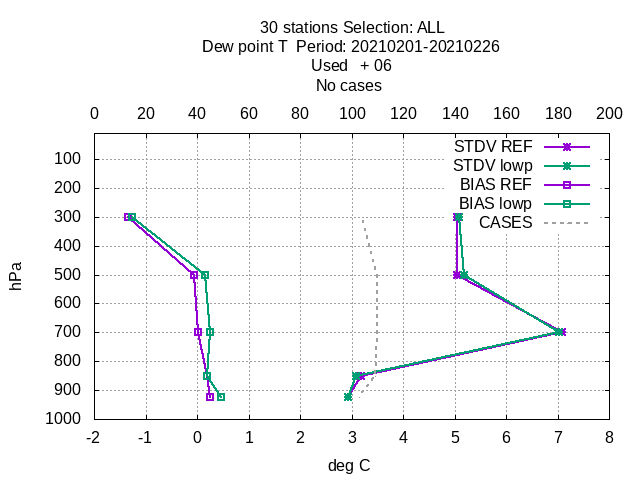 30 stations Selection: ALL
Dew point T  Period: 20210201-20210226
Used   + 06
No cases
0 20 40 60 80 100 120 140 160 180 200
STDV REF
STDV lowp
BIAS REF
BIAS lowp
CASES
100
200
300
400
500
600
700
800
900
1000
hPa
-2 -1 0 1 2 3 4 5 6 7 8
deg C